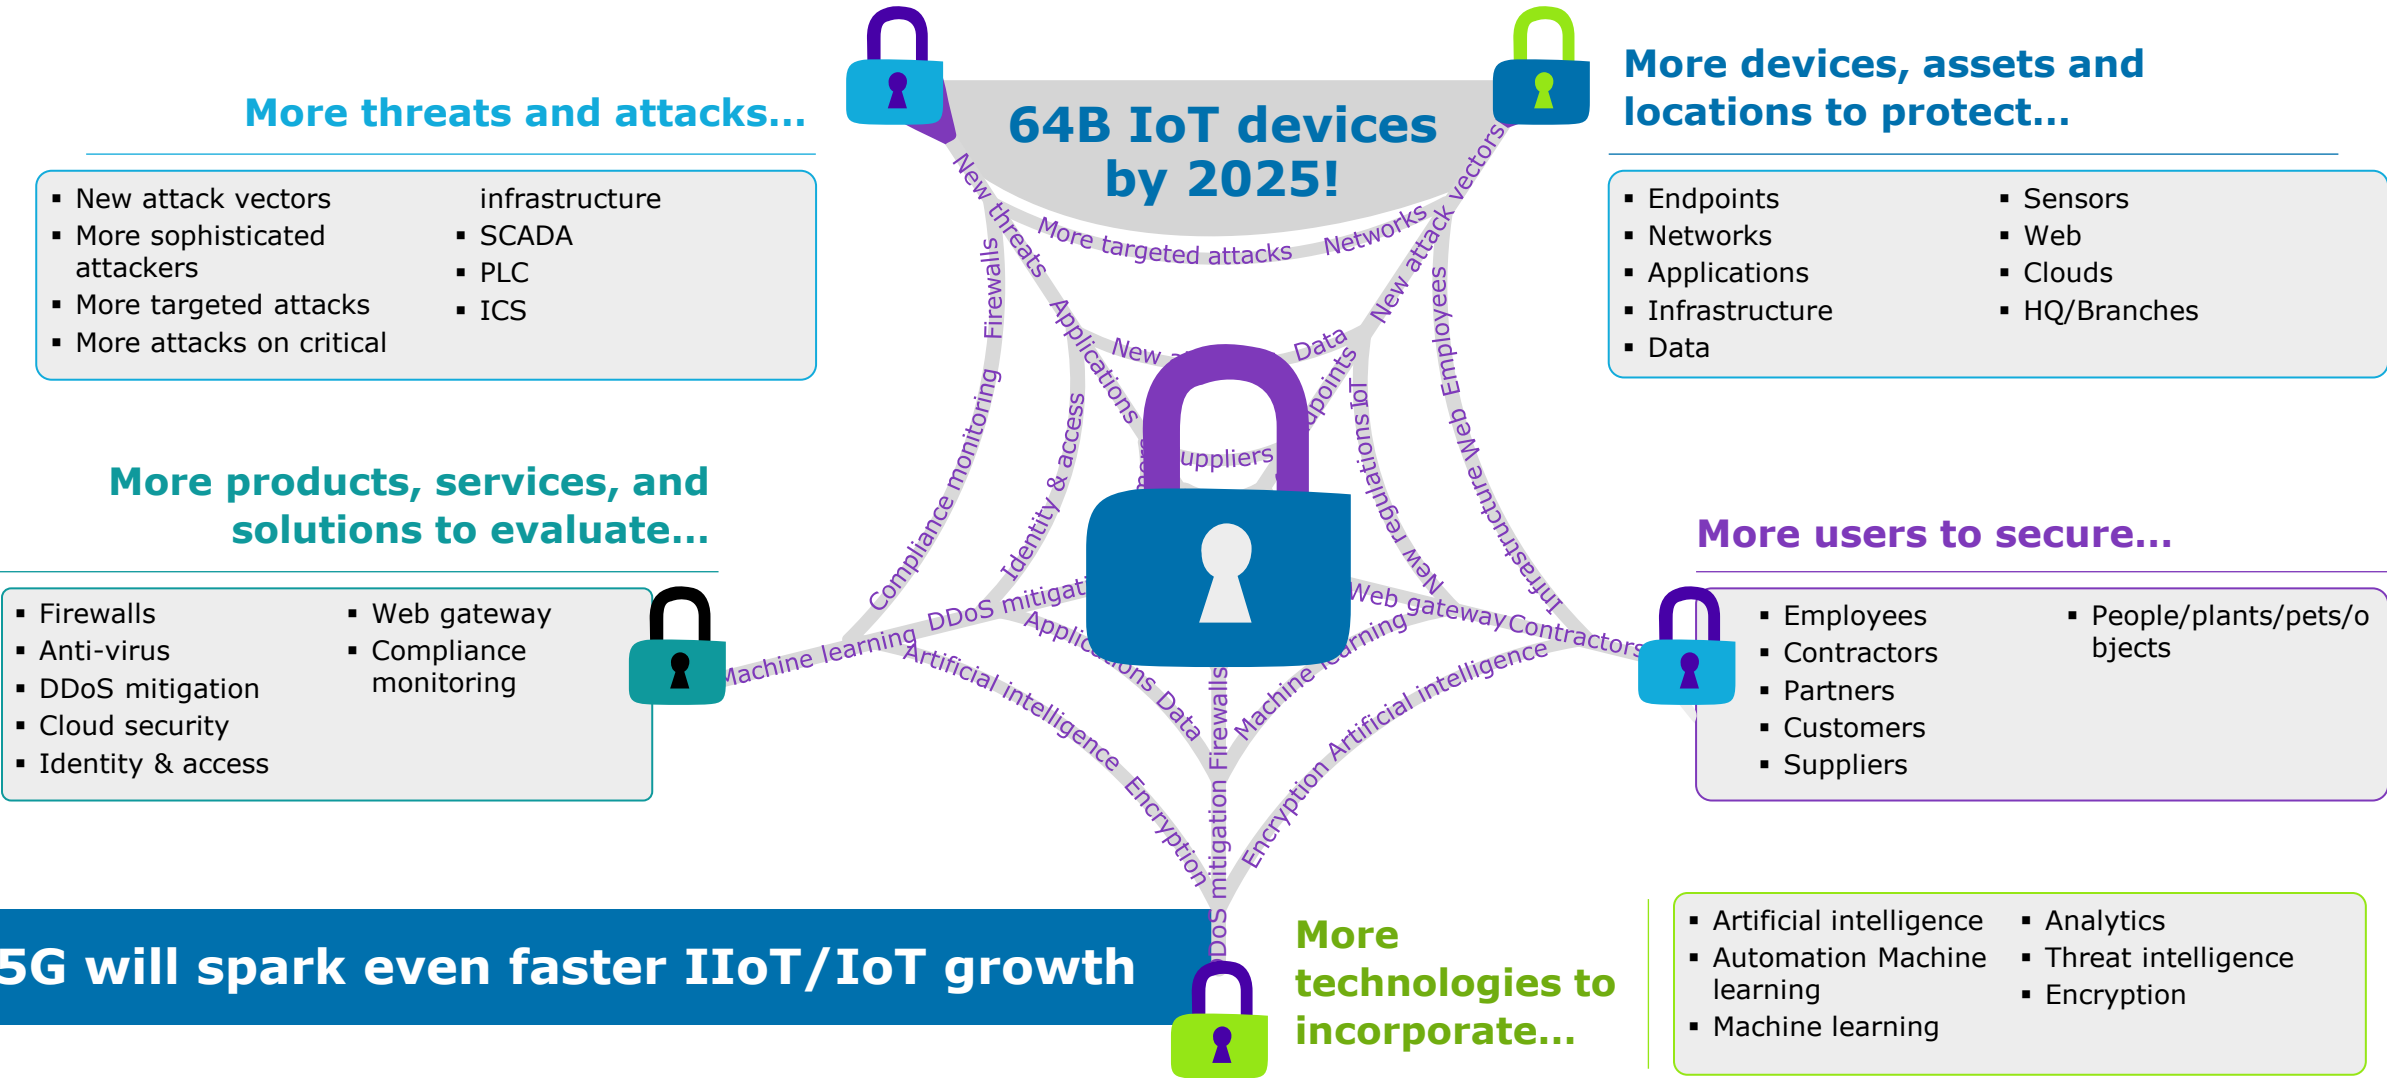 More threats and attacks...
▪ New attack vectors
▪ More sophisticated
attackers
▪ More targeted attacks
▪ More attacks on critical
infrastructure
▪ SCADA
▪ PLC
▪ ICS
64B IoT devices
by 2025!
More devices, assets and
locations to protect...
▪ Endpoints
▪ Networks
▪ Applications
▪ Infrastructure
▪ Data
▪ Sensors
▪ Web
▪ Clouds
▪ HQ/Branches
More products, services, and
solutions to evaluate...
▪ Firewalls
▪ Anti-virus
▪ DDoS mitigation
▪ Cloud security
▪ Identity & access
▪ Web gateway
▪ Compliance
monitoring
More users to secure...
▪ Employees
▪ Contractors
▪ Partners
▪ Customers
▪ Suppliers
▪ People/plants/pets/o
bjects
New threats
Applications
More targeted attacks
Networks
New attack vectors
Firewalls
Compliance monitoring
Identity & access
New
Data
IoT
New regulations
Employees
Web
Infrastructure
Machine learning
DDoS
Web gateway
Contractors
Artificial intelligence
Encryption
Data
Firewalls
mitigation
Machine
Artificial intelligence
Encryption
5G will spark even faster IIoT/IoT growth
More
technologies to
incorporate...
▪ Artificial intelligence
▪ Automation Machine
learning
▪ Machine learning
▪ Analytics
▪ Threat intelligence
▪ Encryption